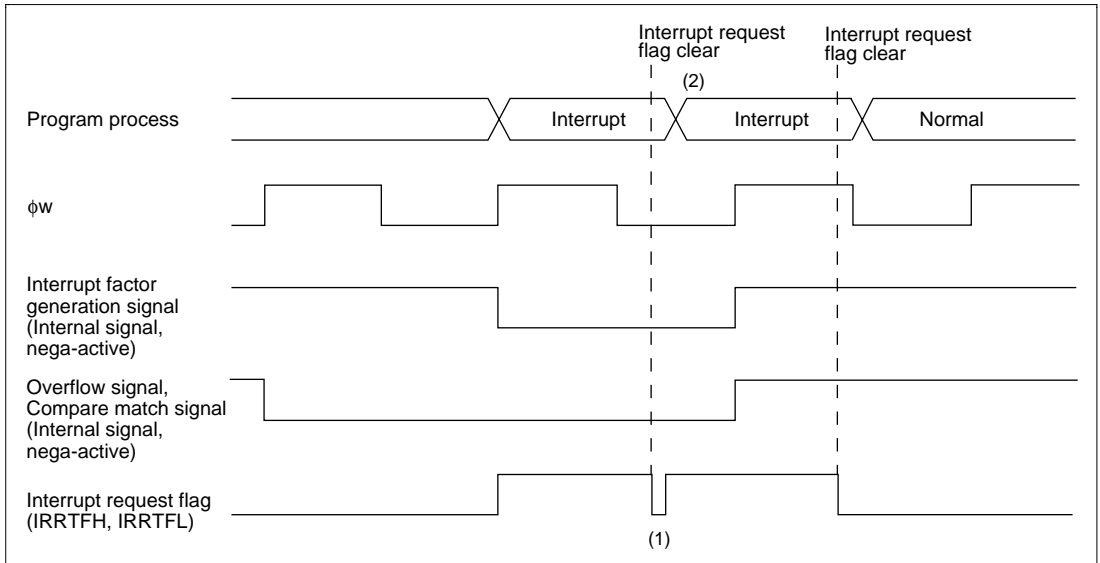 Interrupt request
flag clear
Interrupt request
flag clear
(2)
Program process
Interrupt
Interrupt
Normal
ϕw
Interrupt factor
generation signal
(Internal signal,
nega-active)
Overflow signal,
Compare match signal
(Internal signal,
nega-active)
Interrupt request flag
(IRRTFH, IRRTFL)
(1)